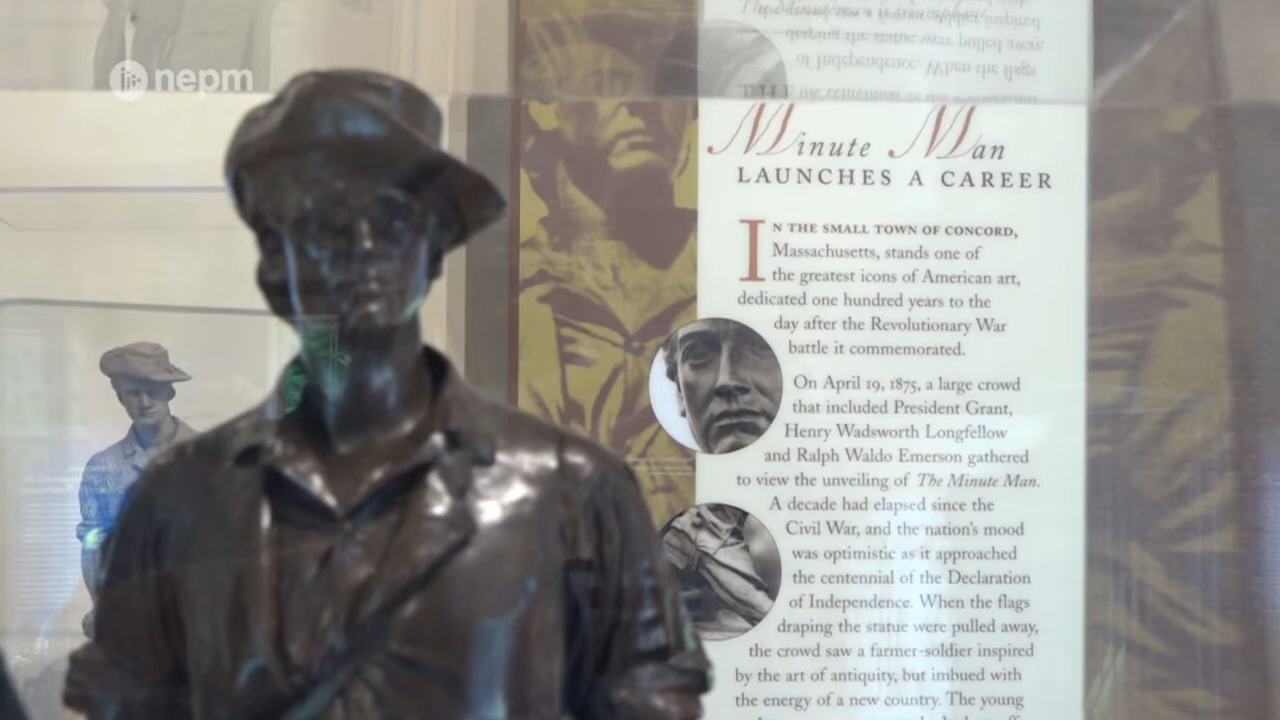 nepm
Minute Man
LAUNCHES A CAREER
IN THE SMALL TOWN OF CONCORD,
Massachusetts, stands one of
the greatest icons of American art,
dedicated one hundred years to the
day after the Revolutionary War
battle it commemorated.
On April 19, 1875, a large crowd
that included President Grant,
Henry Wadsworth Longfellow
and Ralph Waldo Emerson gathered
to view the unveiling of The Minute Man.
A decade had elapsed since the
Civil War, and the nation's mood
was optimistic as it approached
the centennial of the Declaration
of Independence. When the flags
draping the statue were pulled away,
the crowd saw a farmer-soldier inspired
by the art of antiquity, but imbued with
the energy of a new country. The young